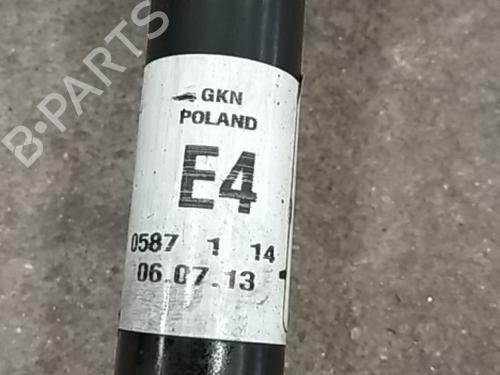 B-PARTS
GKN
POLAND
E4
0587 1 14
06.07.13